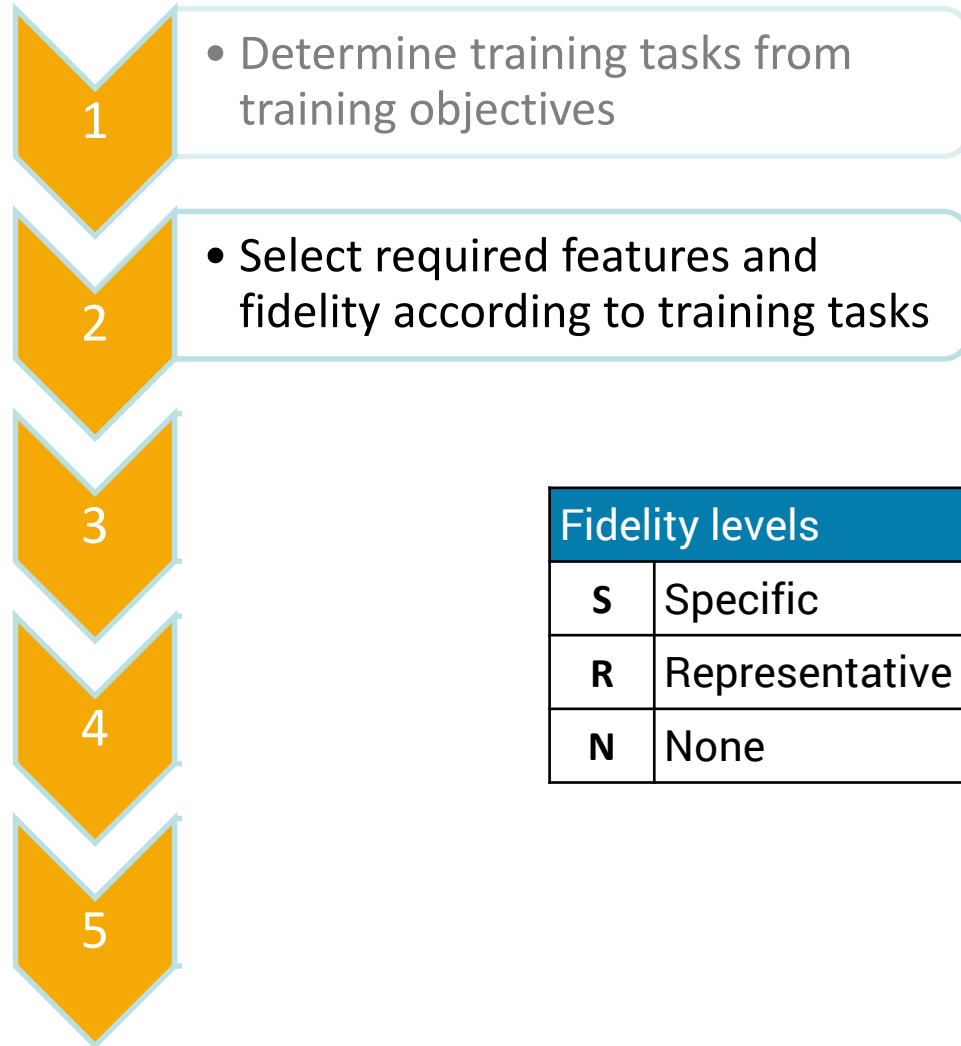 1
• Determine training tasks from
training objectives
2
• Select required features and
fidelity according to training tasks
3
Fidelity levels
S Specific
R Representative
N None
4
5